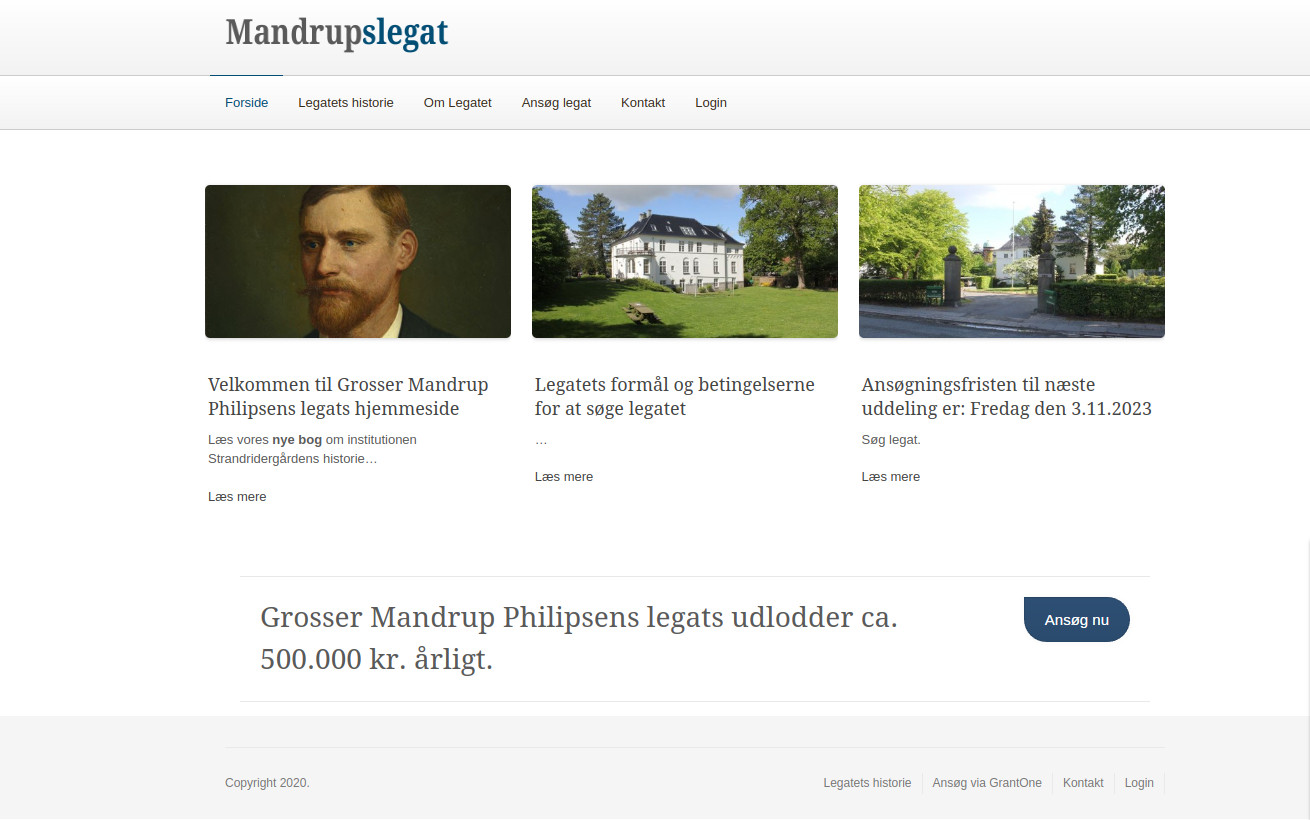 Mandrupslegat
Forside Legatets historie Om Legatet Ansøg legat Kontakt Login
Velkommen til Grosser Mandrup
Philipsens legats hjemmeside
Læs vores nye bog om institutionen
Strandridergårdens historie…
Læs mere
Legatets formål og betingelserne
for at søge legatet
…
Læs mere
Ansøgningsfristen til næste
uddeling er: Fredag den 3.11.2023
Søg legat.
Læs mere
Grosser Mandrup Philipsens legats udlodder ca.
500.000 kr. årligt.
Ansøg nu
Copyright 2020.
Legatets historie Ansøg via GrantOne Kontakt Login